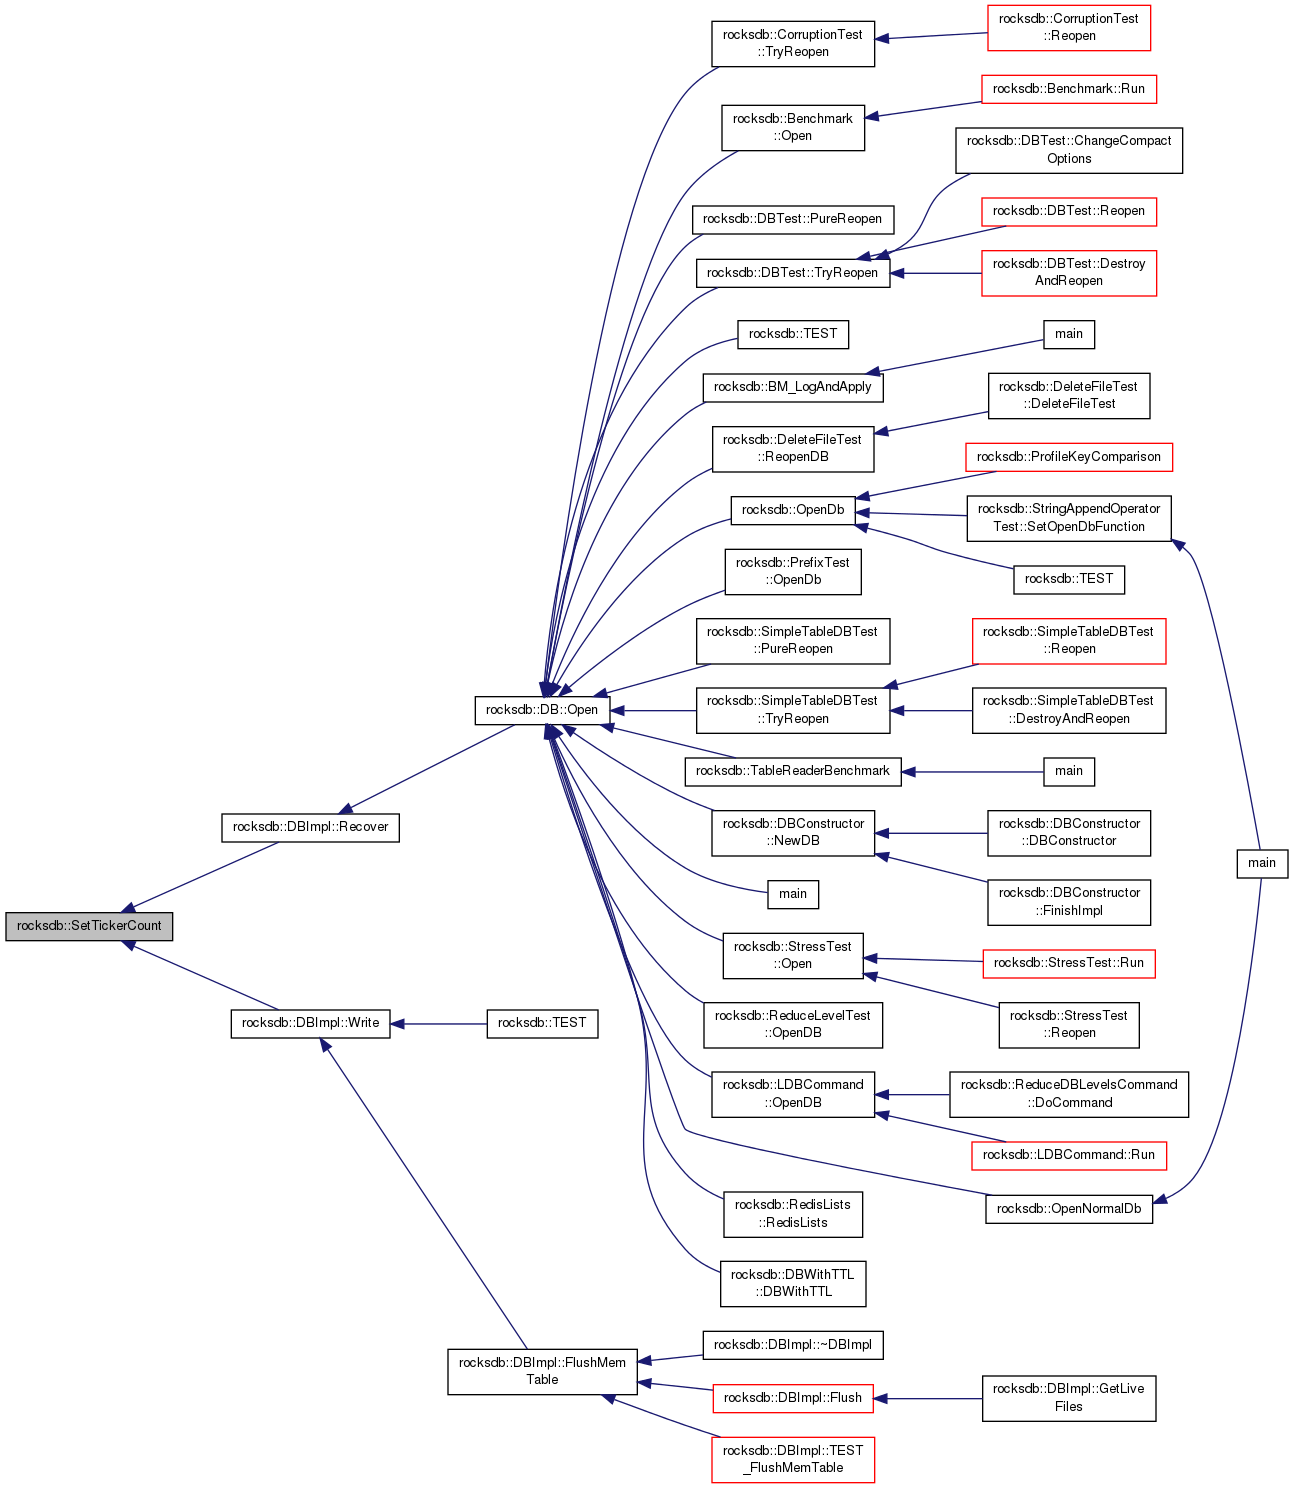 rocksdb::CorruptionTest
::Reopen
rocksdb::CorruptionTest
::TryReopen
rocksdb::Benchmark::Run
rocksdb::Benchmark
::Open
rocksdb::DBTest::ChangeCompact
Options
rocksdb::DBTest::PureReopen
rocksdb::DBTest::Reopen
rocksdb::DBTest::TryReopen
rocksdb::DBTest::Destroy
AndReopen
rocksdb::TEST
main
rocksdb::BM_LogAndApply
rocksdb::DeleteFileTest
::DeleteFileTest
rocksdb::DeleteFileTest
::ReopenDB
rocksdb::ProfileKeyComparison
rocksdb::OpenDb
rocksdb::StringAppendOperator
Test::SetOpenDbFunction
rocksdb::TEST
rocksdb::PrefixTest
::OpenDb
rocksdb::SimpleTableDBTest
::PureReopen
rocksdb::SimpleTableDBTest
::Reopen
rocksdb::DB::Open
rocksdb::SimpleTableDBTest
::TryReopen
rocksdb::SimpleTableDBTest
::DestroyAndReopen
rocksdb::TableReaderBenchmark
main
rocksdb::DBImpl::Recover
rocksdb::DBConstructor
::NewDB
rocksdb::DBConstructor
::DBConstructor
main
main
rocksdb::DBConstructor
::FinishImpl
rocksdb::SetTickerCount
rocksdb::StressTest
::Open
rocksdb::StressTest::Run
rocksdb::DBImpl::Write
rocksdb::TEST
rocksdb::ReduceLevelTest
::OpenDB
rocksdb::StressTest
::Reopen
rocksdb::LDBCommand
::OpenDB
rocksdb::ReduceDBLevelsCommand
::DoCommand
rocksdb::LDBCommand::Run
rocksdb::RedisLists
::RedisLists
rocksdb::OpenNormalDb
rocksdb::DBWithTTL
::DBWithTTL
rocksdb::DBImpl::~DBImpl
rocksdb::DBImpl::FlushMem
Table
rocksdb::DBImpl::Flush
rocksdb::DBImpl::GetLive
Files
rocksdb::DBImpl::TEST
_FlushMemTable